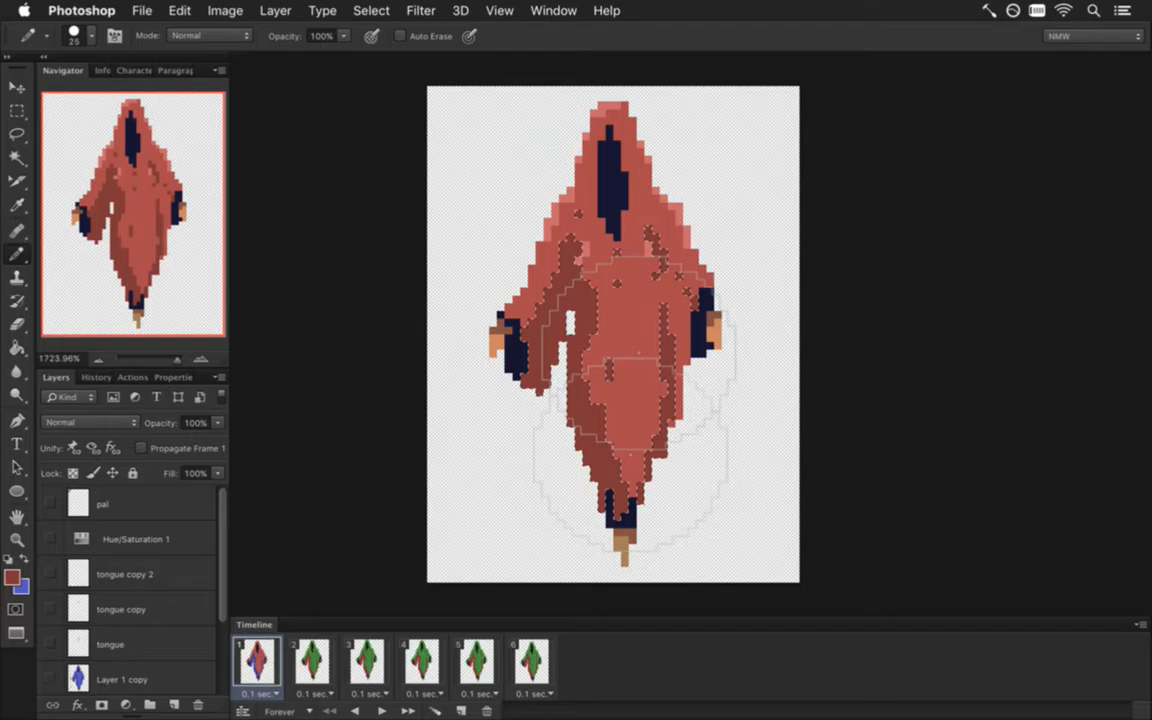 Photoshop File Edit Image Layer Type Select Filter 3D View Window Help
25 Mode: Normal Opacity: 100% Auto Erase NMW
Navigator Info Characte Paragraj
1723.96%
Layers History Actions Propertie
Kind
Normal Opacity: 100%
Unify: Propagate Frame 1
Lock: Fill: 100%
pal
Hue/Saturation 1
tongue copy 2
tongue copy
tongue
Layer 1 copy
Timeline
1 2 3 4 5 6
0.1 sec. 0.1 sec. 0.1 sec. 0.1 sec. 0.1 sec. 0.1 sec.
Forever